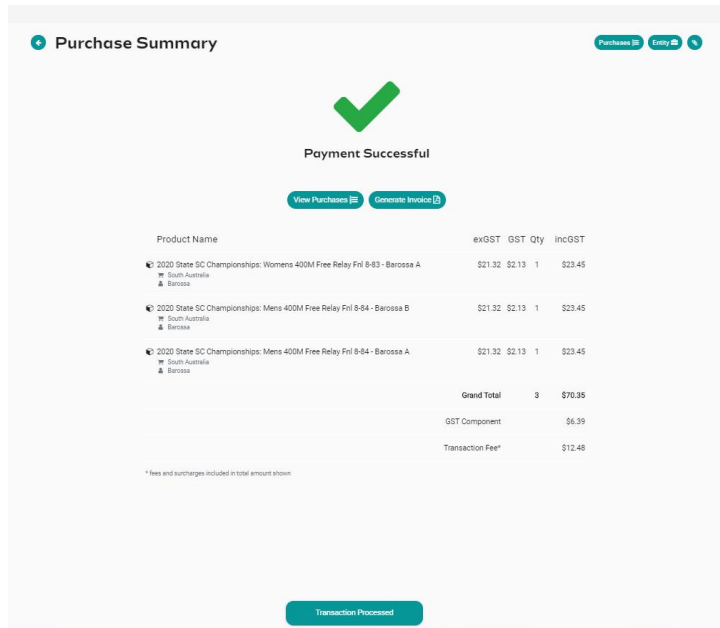 Purchase Summary
Purchases
Entity
Payment Successful
View Purchases
Generate Invoice
Product Name exGST GST Qty incGST
2020 State SC Championships: Womens 400M Free Relay Fnl 8-83 - Barossa A $21.32 $2.13 1 $23.45
South Australia
Barossa
2020 State SC Championships: Mens 400M Free Relay Fnl 8-84 - Barossa B $21.32 $2.13 1 $23.45
South Australia
Barossa
2020 State SC Championships: Mens 400M Free Relay Fnl 8-84 - Barossa A $21.32 $2.13 1 $23.45
South Australia
Barossa
Grand Total 3 $70.35
GST Component $6.39
Transaction Fee* $12.48
* fees and surcharges included in total amount shown
Transaction Processed